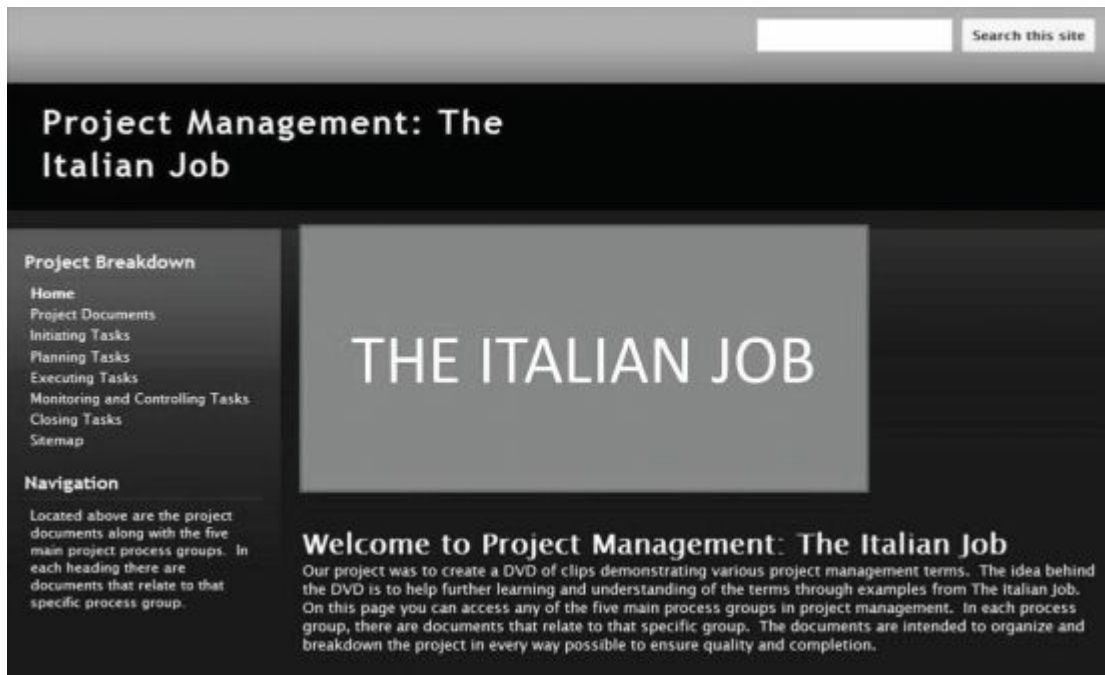 Search this site
Project Management: The
Italian Job
Project Breakdown
Home
Project Documents
Initiating Tasks
Planning Tasks
Executing Tasks
Monitoring and Controlling Tasks
Closing Tasks
Sitemap
Navigation
Located above are the project
documents along with the five
main project process groups. In
each heading there are
documents that relate to that
specific process group.
THE ITALIAN JOB
Welcome to Project Management: The Italian Job
Our project was to create a DVD of clips demonstrating various project management terms. The idea behind
the DVD is to help further learning and understanding of the terms through examples from The Italian Job.
On this page you can access any of the five main process groups in project management. In each process
group, there are documents that relate to that specific group. The documents are intended to organize and
breakdown the project in every way possible to ensure quality and completion.